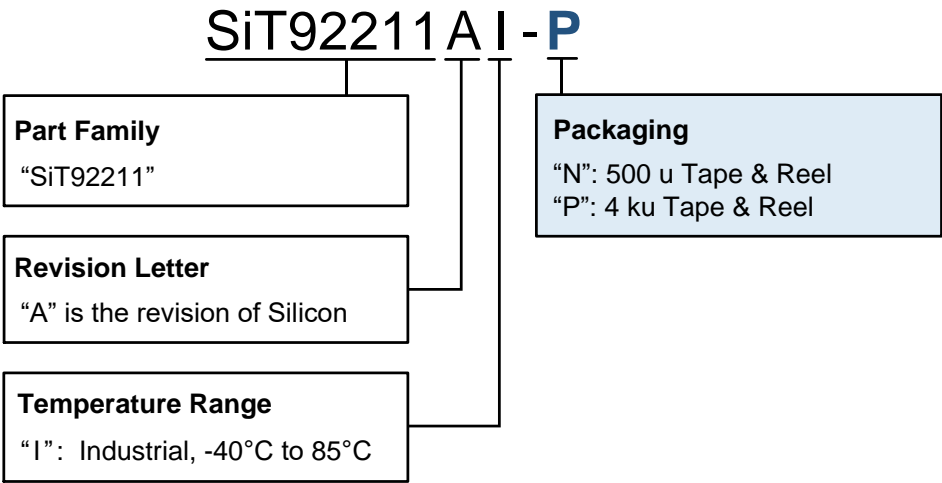 SiT92211AI-P
Part Family
“SiT92211”
Packaging
“N”: 500 u Tape & Reel
“P”: 4 ku Tape & Reel
Revision Letter
“A” is the revision of Silicon
Temperature Range
“I”: Industrial, -40°C to 85°C